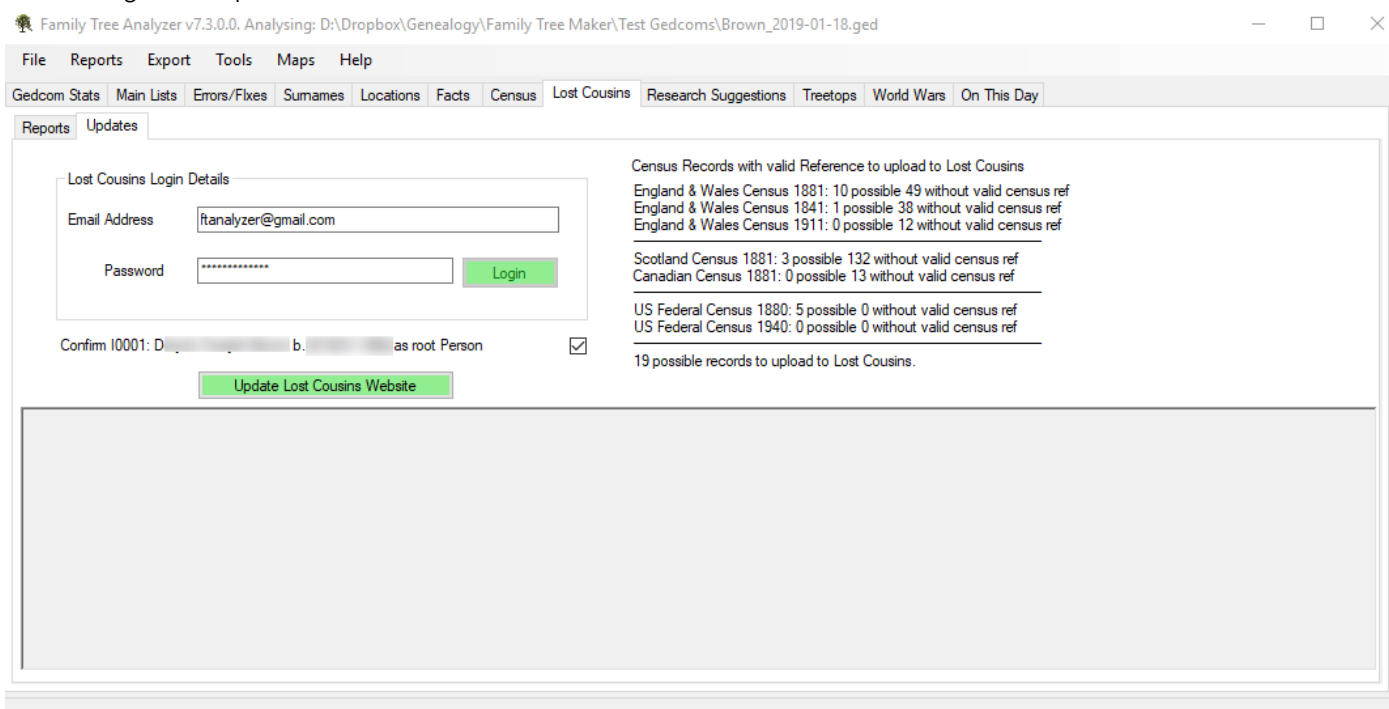 Family Tree Analyzer v7.3.0.0. Analysing: D:\Dropbox\Genealogy\Family Tree Maker\Test Gedcoms\Brown_2019-01-18.ged
File Reports Export Tools Maps Help
Gedcom Stats Main Lists Errors/Fixes Surnames Locations Facts Census Lost Cousins Research Suggestions Treetops World Wars On This Day
Reports Updates
Lost Cousins Login Details
Email Address ftanalyzer@gmail.com
Password ************* Login
Confirm I0001: D b. as root Person
Update Lost Cousins Website
Census Records with valid Reference to upload to Lost Cousins
England & Wales Census 1881: 10 possible 49 without valid census ref
England & Wales Census 1841: 1 possible 38 without valid census ref
England & Wales Census 1911: 0 possible 12 without valid census ref
Scotland Census 1881: 3 possible 132 without valid census ref
Canadian Census 1881: 0 possible 13 without valid census ref
US Federal Census 1880: 5 possible 0 without valid census ref
US Federal Census 1940: 0 possible 0 without valid census ref
19 possible records to upload to Lost Cousins.